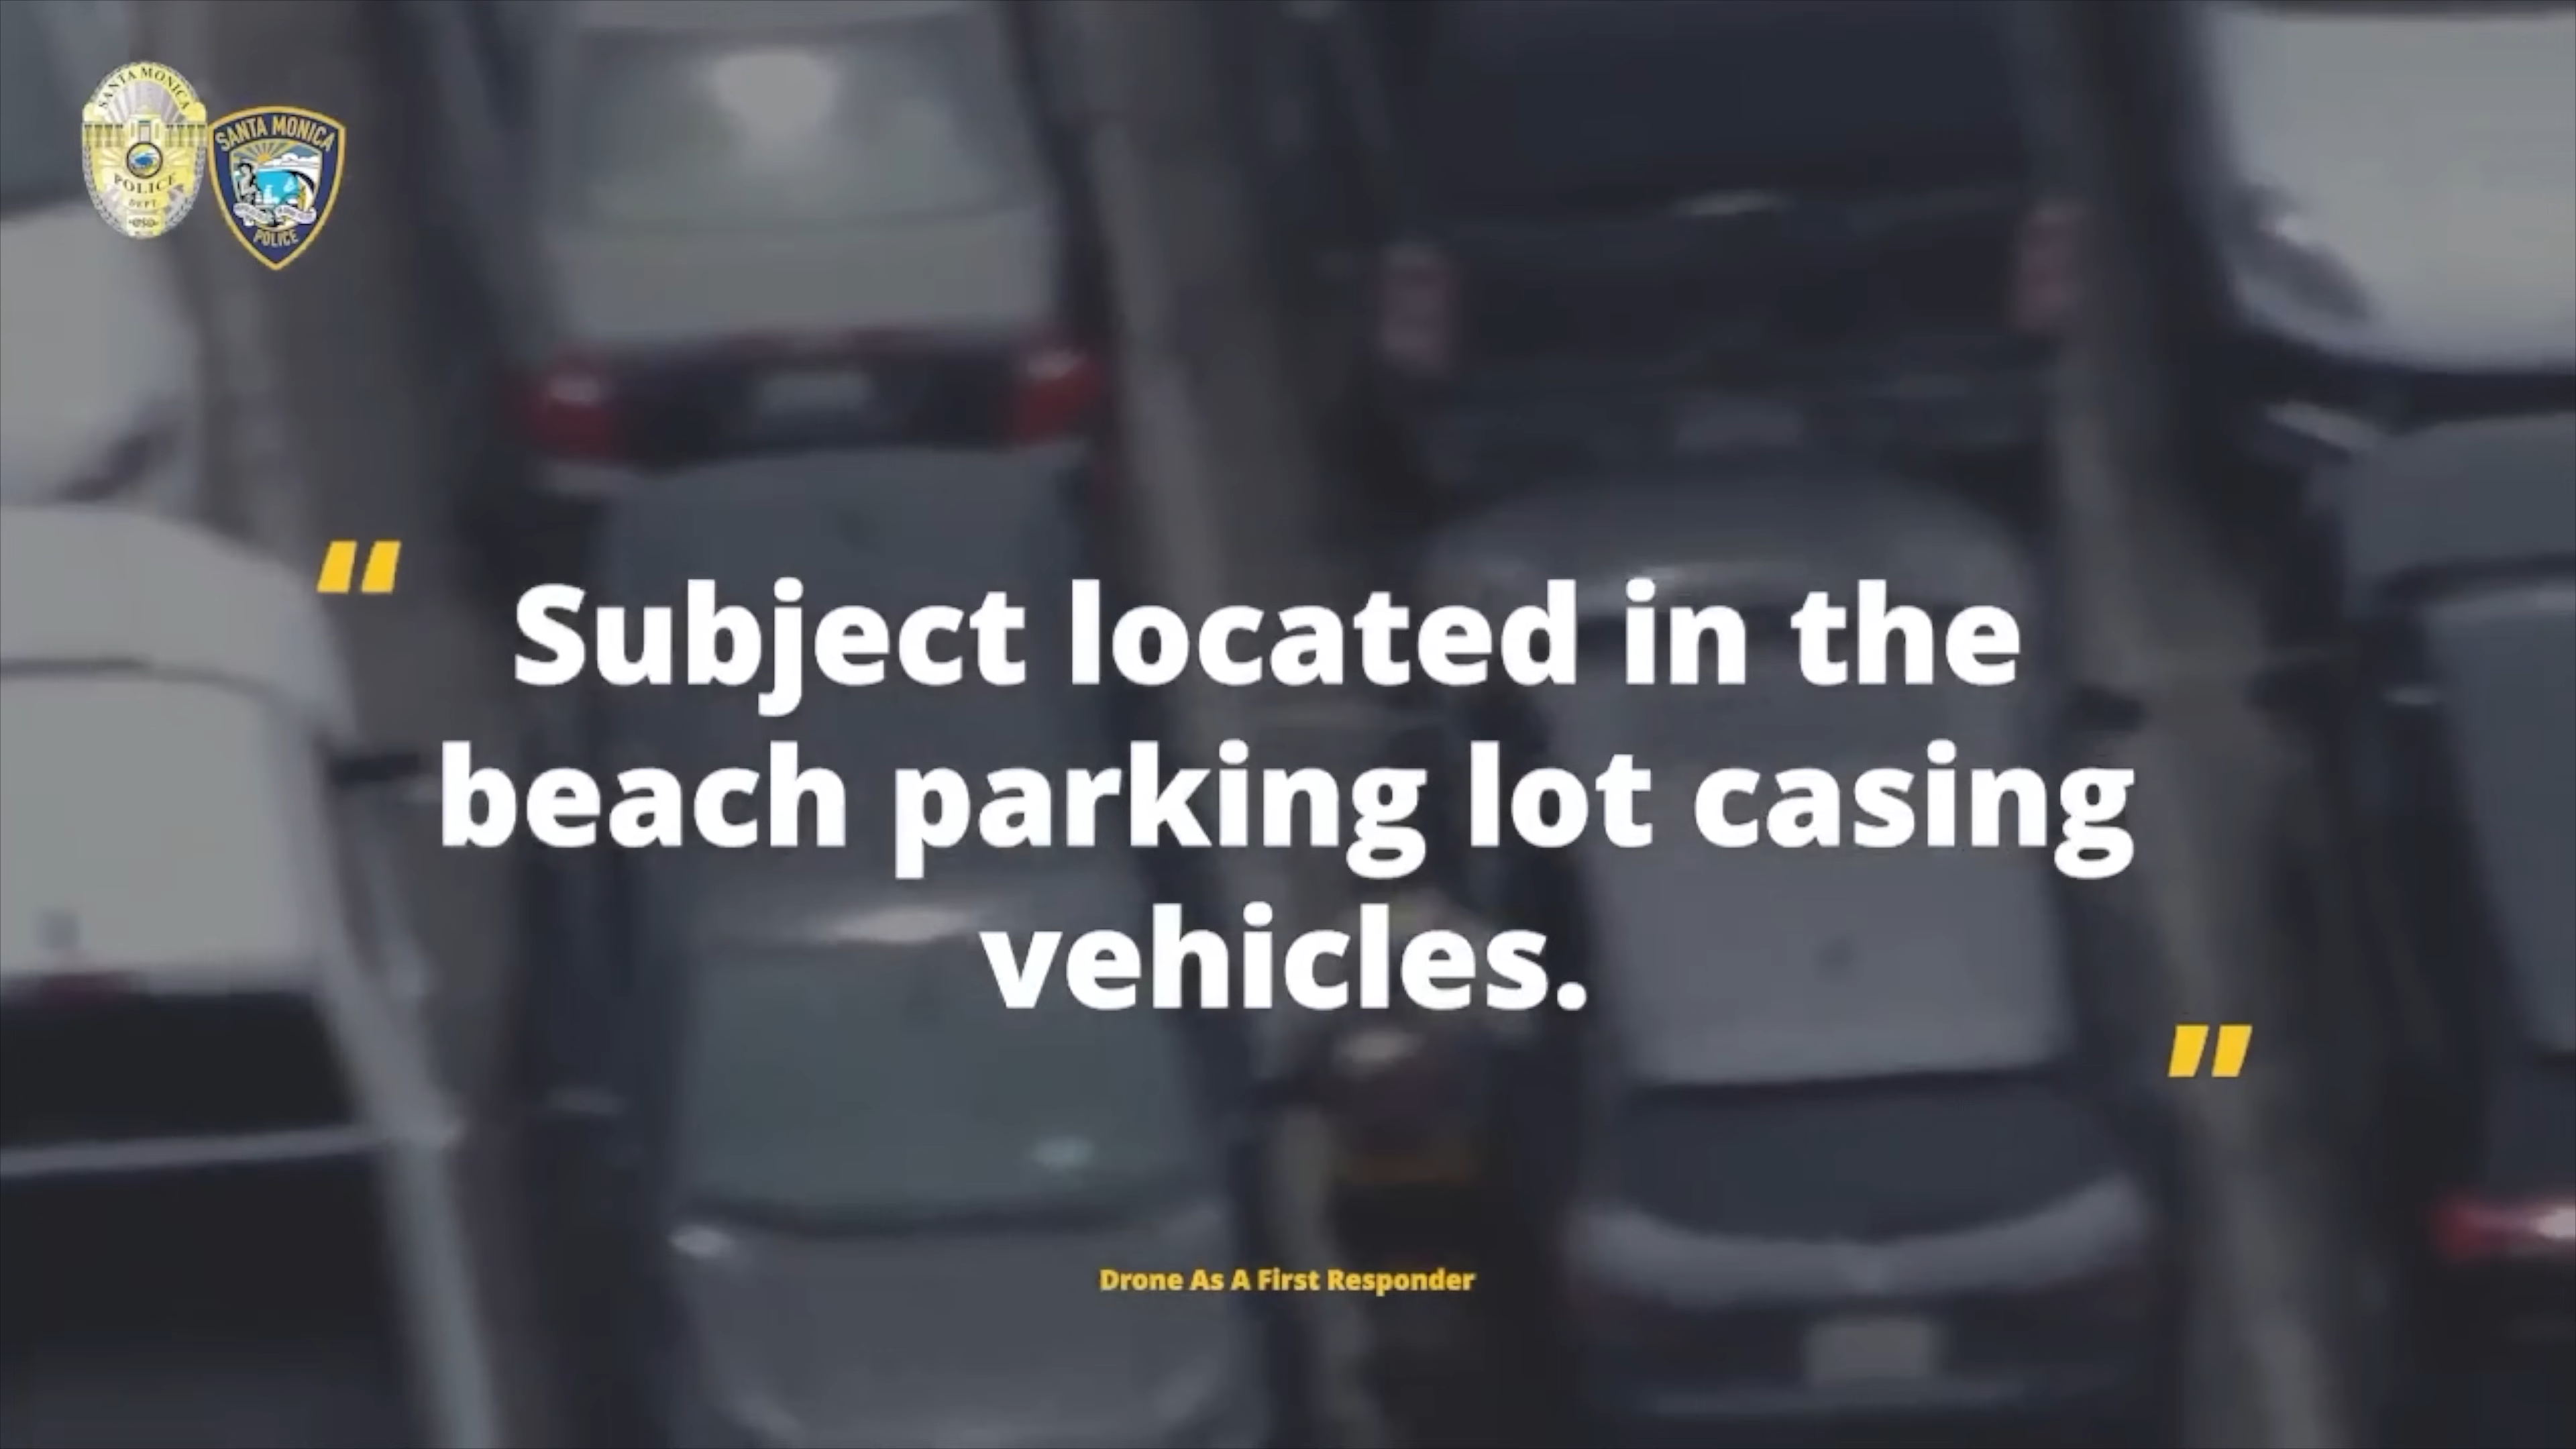 SANTA MONICA
POLICE
DEPT
SANTA MONICA
POLICE
“
Subject located in the
beach parking lot casing
vehicles.
”
Drone As A First Responder